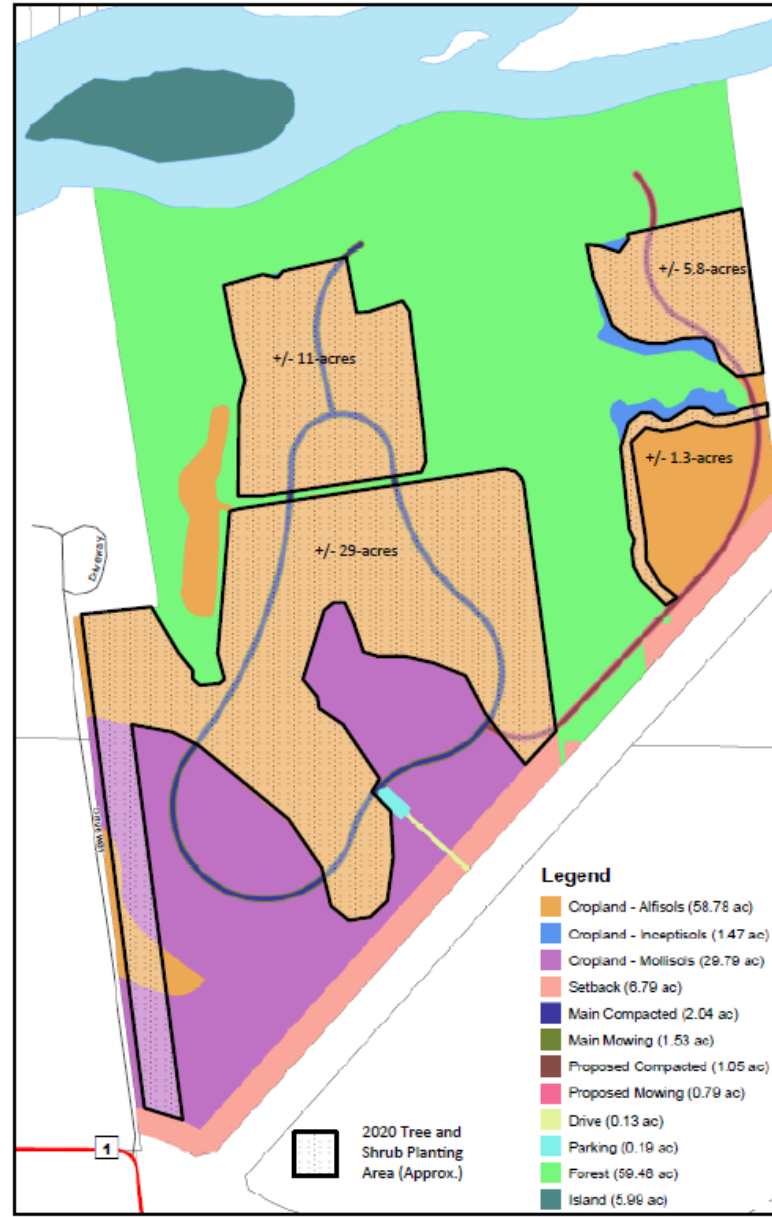 +/- 5.8-acres
+/- 11-acres
+/- 1.3-acres
+/- 29-acres
Driveway
Drive Way
Legend
Cropland - Alfisols (58.78 ac)
Cropland - Inceptisols (1.47 ac)
Cropland - Mollisols (29.79 ac)
Setback (6.79 ac)
Main Compacted (2.04 ac)
Main Mowing (1.53 ac)
Proposed Compacted (1.05 ac)
Proposed Mowing (0.79 ac)
Drive (0.13 ac)
Parking (0.19 ac)
Forest (59.48 ac)
Island (5.99 ac)
2020 Tree and
Shrub Planting
Area (Approx.)
1